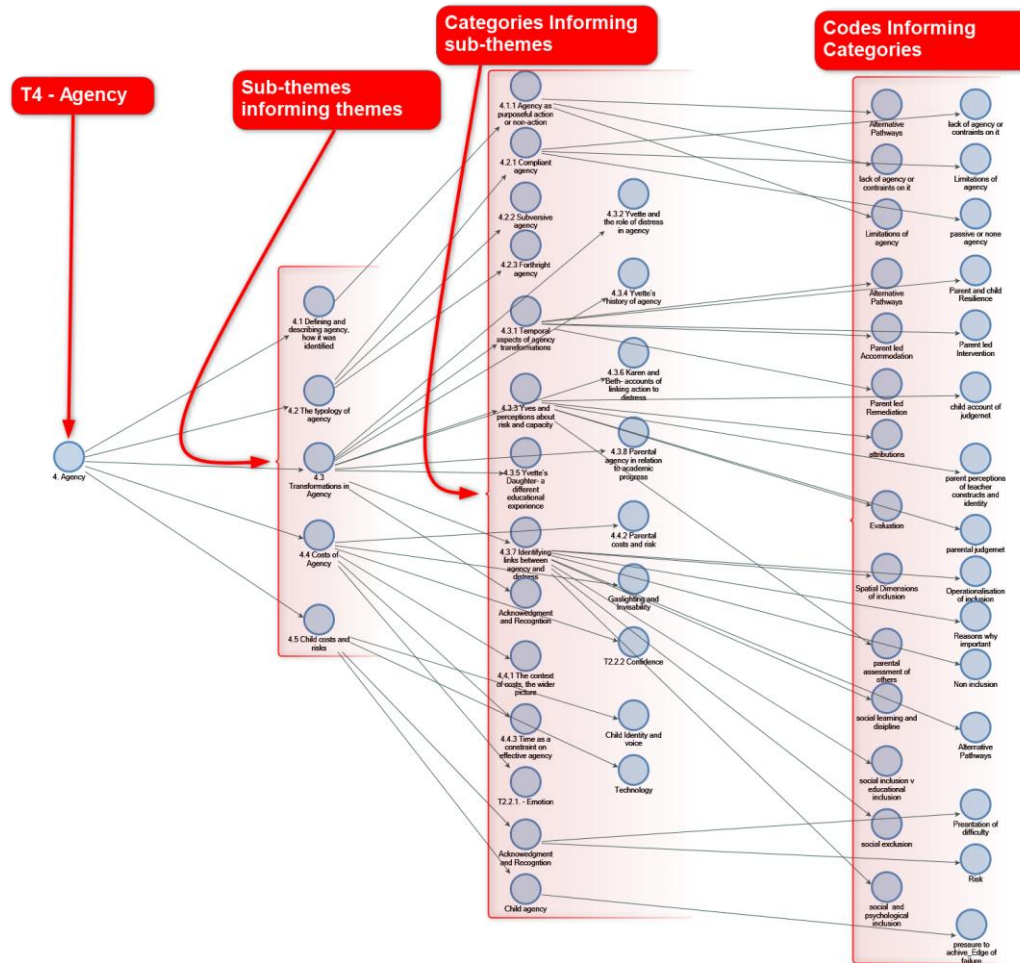 T4 - Agency
Sub-themes
informing themes
Categories Informing
sub-themes
Codes Informing
Categories
4. Agency
4.1 Defining and
describing agency,
how it was
identified
4.2 The typology of
agency
4.3
Transformations in
Agency
4.4 Costs of
Agency
4.5 Child costs and
risks
4.1.1 Agency as
purposeful action
or non-action
4.2.1 Compliant
agency
4.2.2 Subversive
agency
4.2.3 Forthright
agency
4.3.1 Temporal
aspects of agency
transformations
4.3.3 Yves and
perceptions about
risk and capacity
4.3.5 Yvette's
Daughter- a
different educational
experience
4.3.7 Identifying
links between
agency and
distress
Acknowledgment
and Recogntion
4.4.1 The context
of costs, the wider
picture
4.4.3 Time as a
constraint on
effective agency
T2.2.1. - Emotion
Acknowedgment
and Recogntion
Child agency
4.3.2 Yvette and
the role of distress
in agency
4.3.4 Yvette's
history of agency
4.3.6 Karen and
Beth- accounts of
linking action to
distress
4.3.8 Parental
agency in relation
to academic
progress
4.4.2 Parental
costs and risk
Gaslighting and
Invisability
T2.2.2 Confidence
Child Identity and
voice
Technology
Alternative
Pathways
lack of agency or
contraints on it
Limitations of
agency
Alternative
Pathways
Parent led
Accommodation
Parent led
Remediation
attributions
Evaluation
Spatial Dimensions
of inclusion
parental
assessment of
others
social learning and
disipline
social inclusion v
educational
inclusion
social exclusion
social and
psychological
inclusion
lack of agency or
contraints on it
Limitations of
agency
passive or none
agency
Parent and child
Resilience
Parent led
Intervention
child account of
judgemet
parent perceptions
of teacher
constructs and
identity
parental judgemet
Operationalisation
of inclusion
Reasons why
important
Non inclusion
Alternative
Pathways
Presntation of
difficulty
Risk
pressure to
achive_Edge of
failure